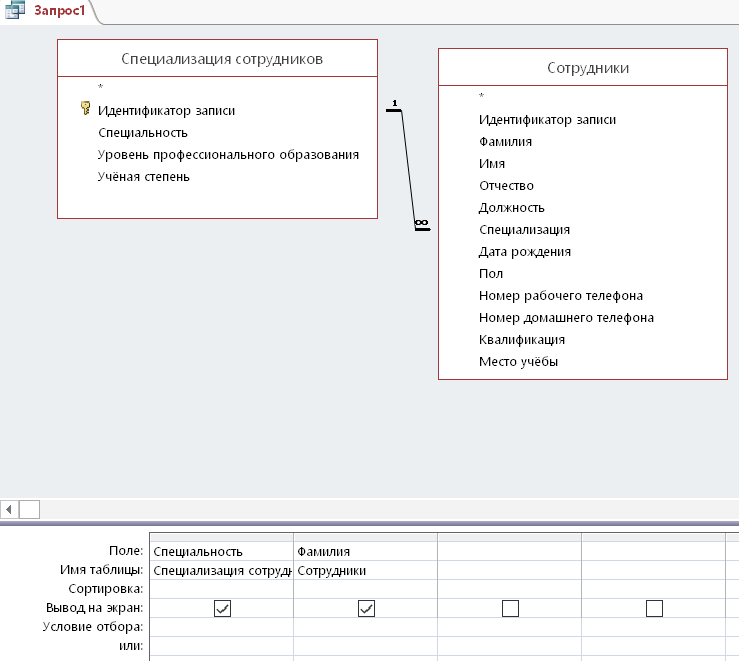 Запрос1
Специализация сотрудников
*
Идентификатор записи
Специальность
Уровень профессионального образования
Учёная степень
1
∞
Сотрудники
*
Идентификатор записи
Фамилия
Имя
Отчество
Должность
Специализация
Дата рождения
Пол
Номер рабочего телефона
Номер домашнего телефона
Квалификация
Место учёбы
Поле: Специальность Фамилия
Имя таблицы: Специализация сотрудн Сотрудники
Сортировка:
Вывод на экран:
Условие отбора:
или: